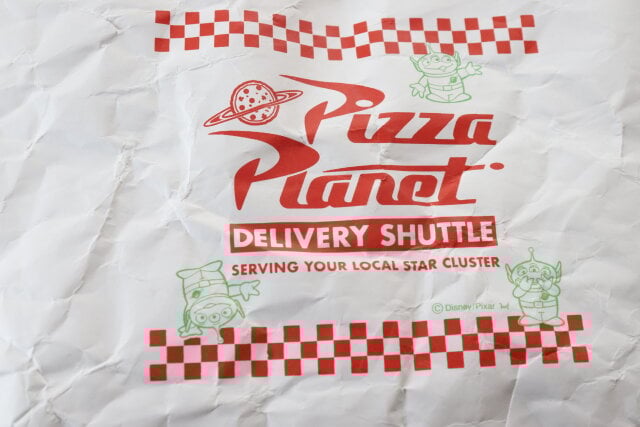 Pizza
Planet
DELIVERY SHUTTLE
SERVING YOUR LOCAL STAR CLUSTER
© Disney/Pixar